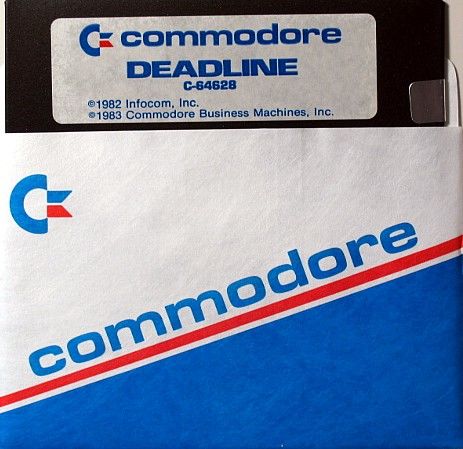 commodore
DEADLINE
C-64628
©1982 Infocom, Inc.
©1983 Commodore Business Machines, Inc.
commodore